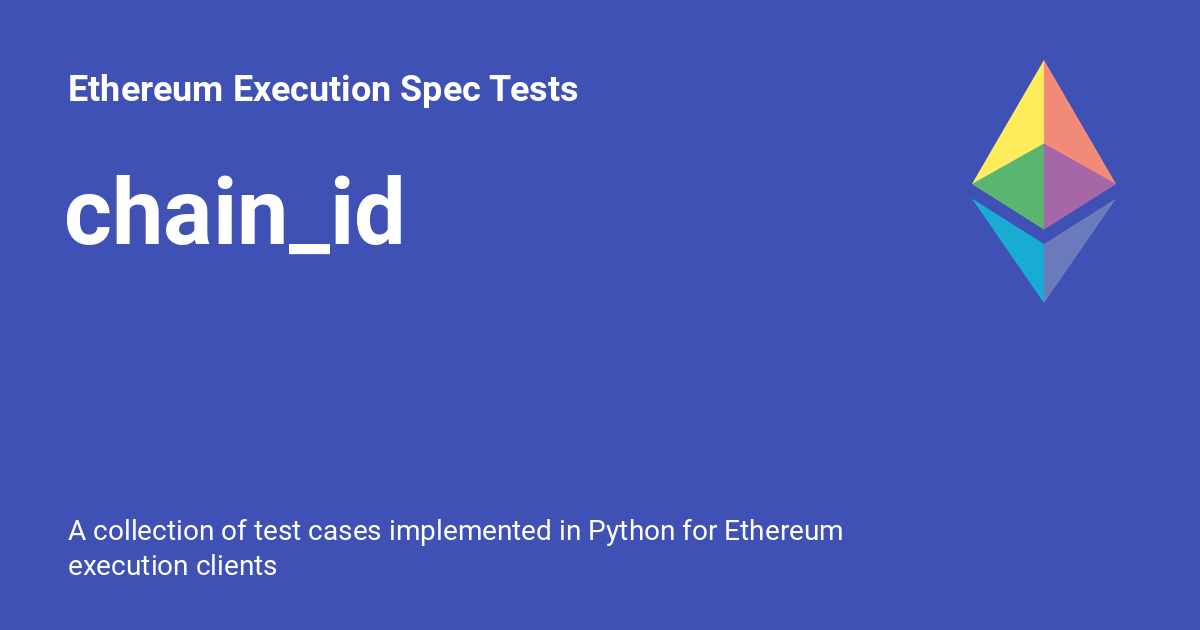 Ethereum Execution Spec Tests
chain_id
A collection of test cases implemented in Python for Ethereum
execution clients